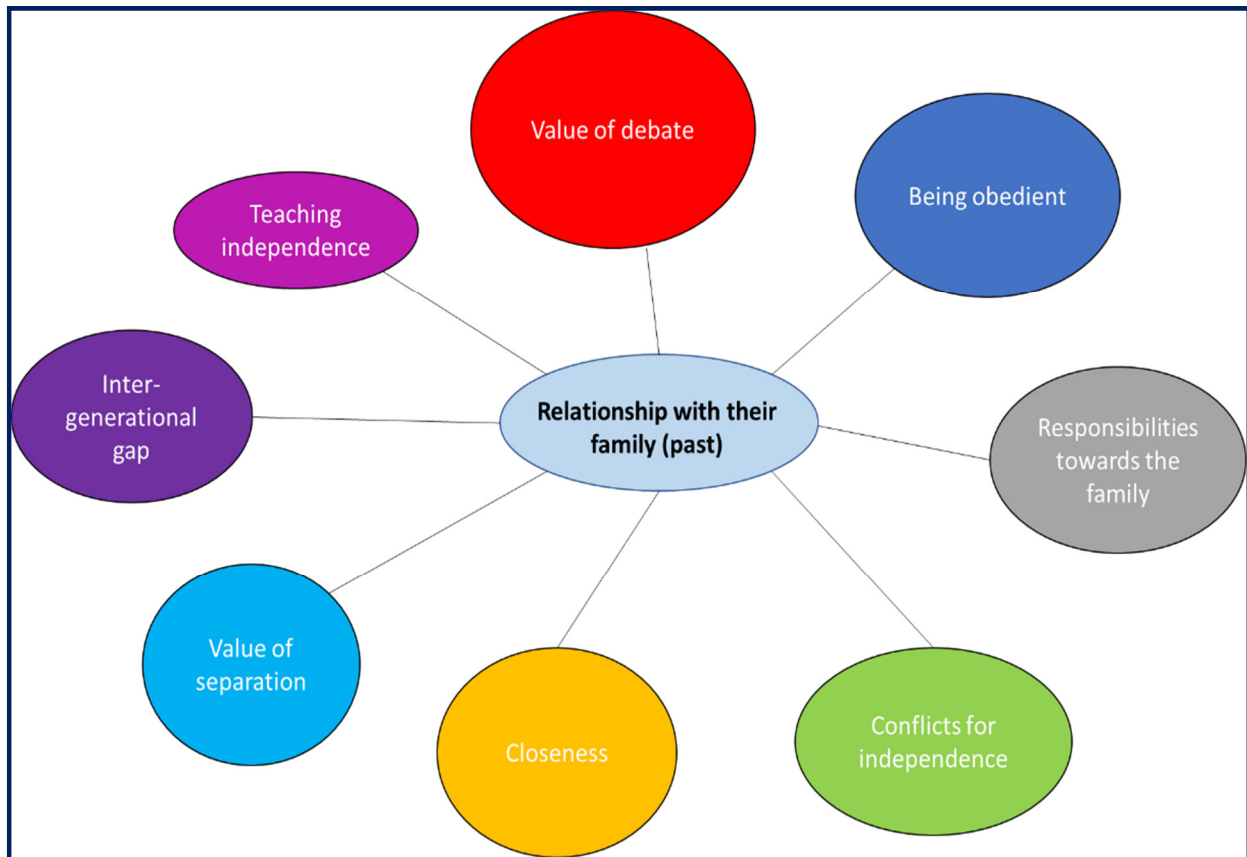 Value of debate
Being obedient
Teaching
independence
Inter-
generational
gap
Relationship with their
family (past)
Responsibilities
towards the
family
Value of
separation
Closeness
Conflicts for
independence